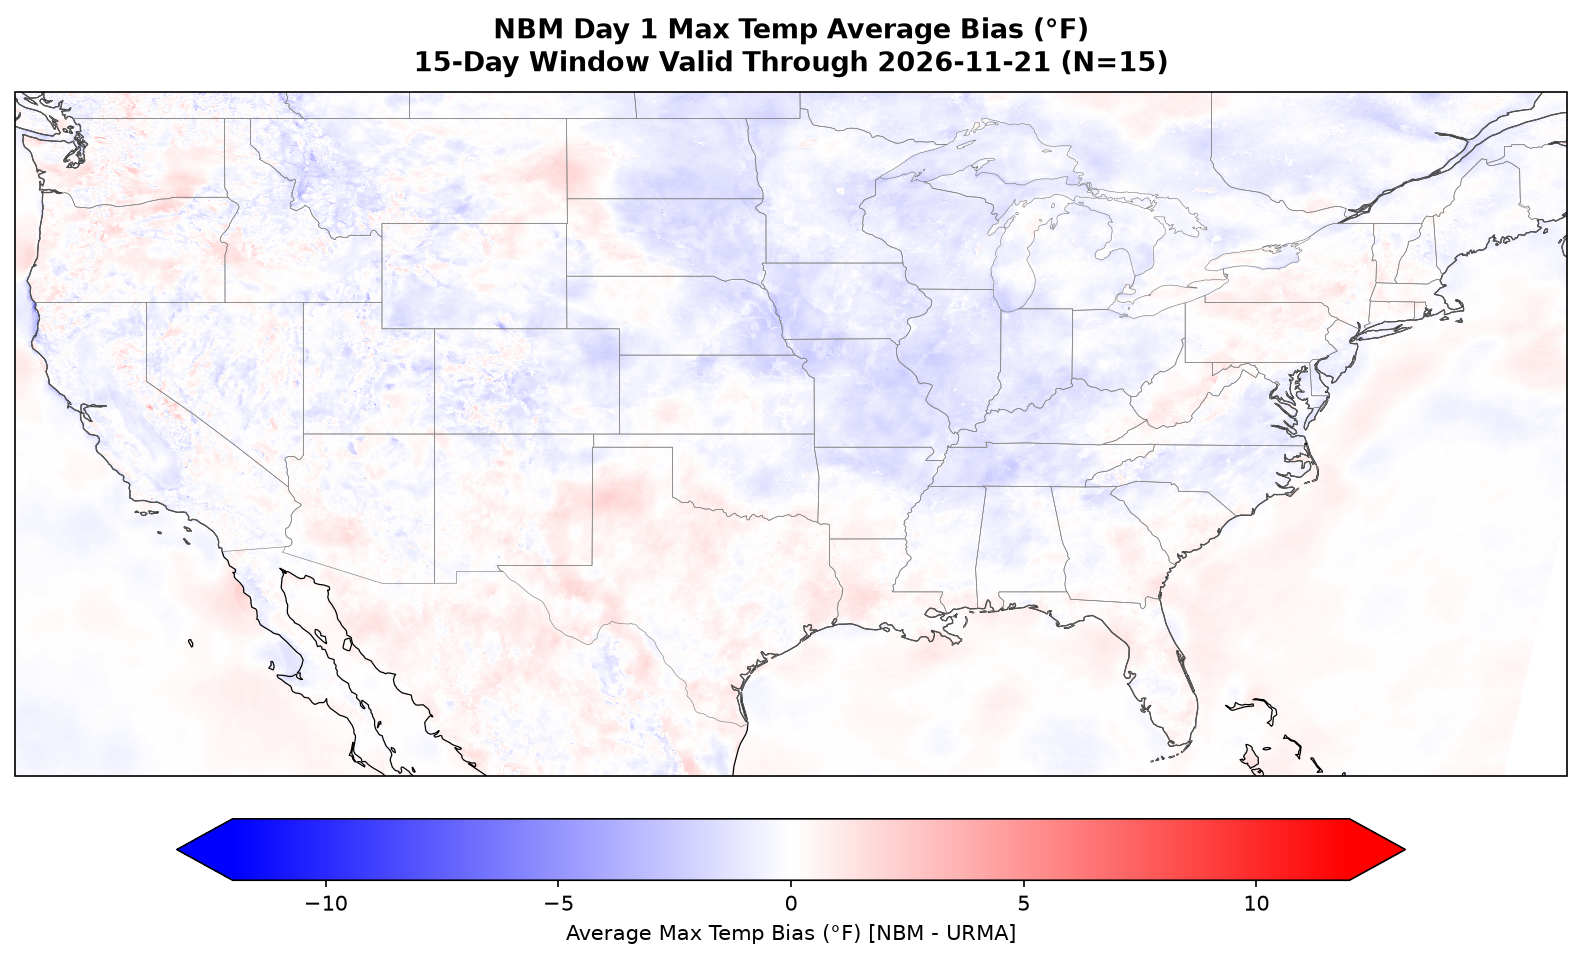 NBM Day 1 Max Temp Average Bias (°F)
15-Day Window Valid Through 2026-11-21 (N=15)
−10 −5 0 5 10
Average Max Temp Bias (°F) [NBM - URMA]